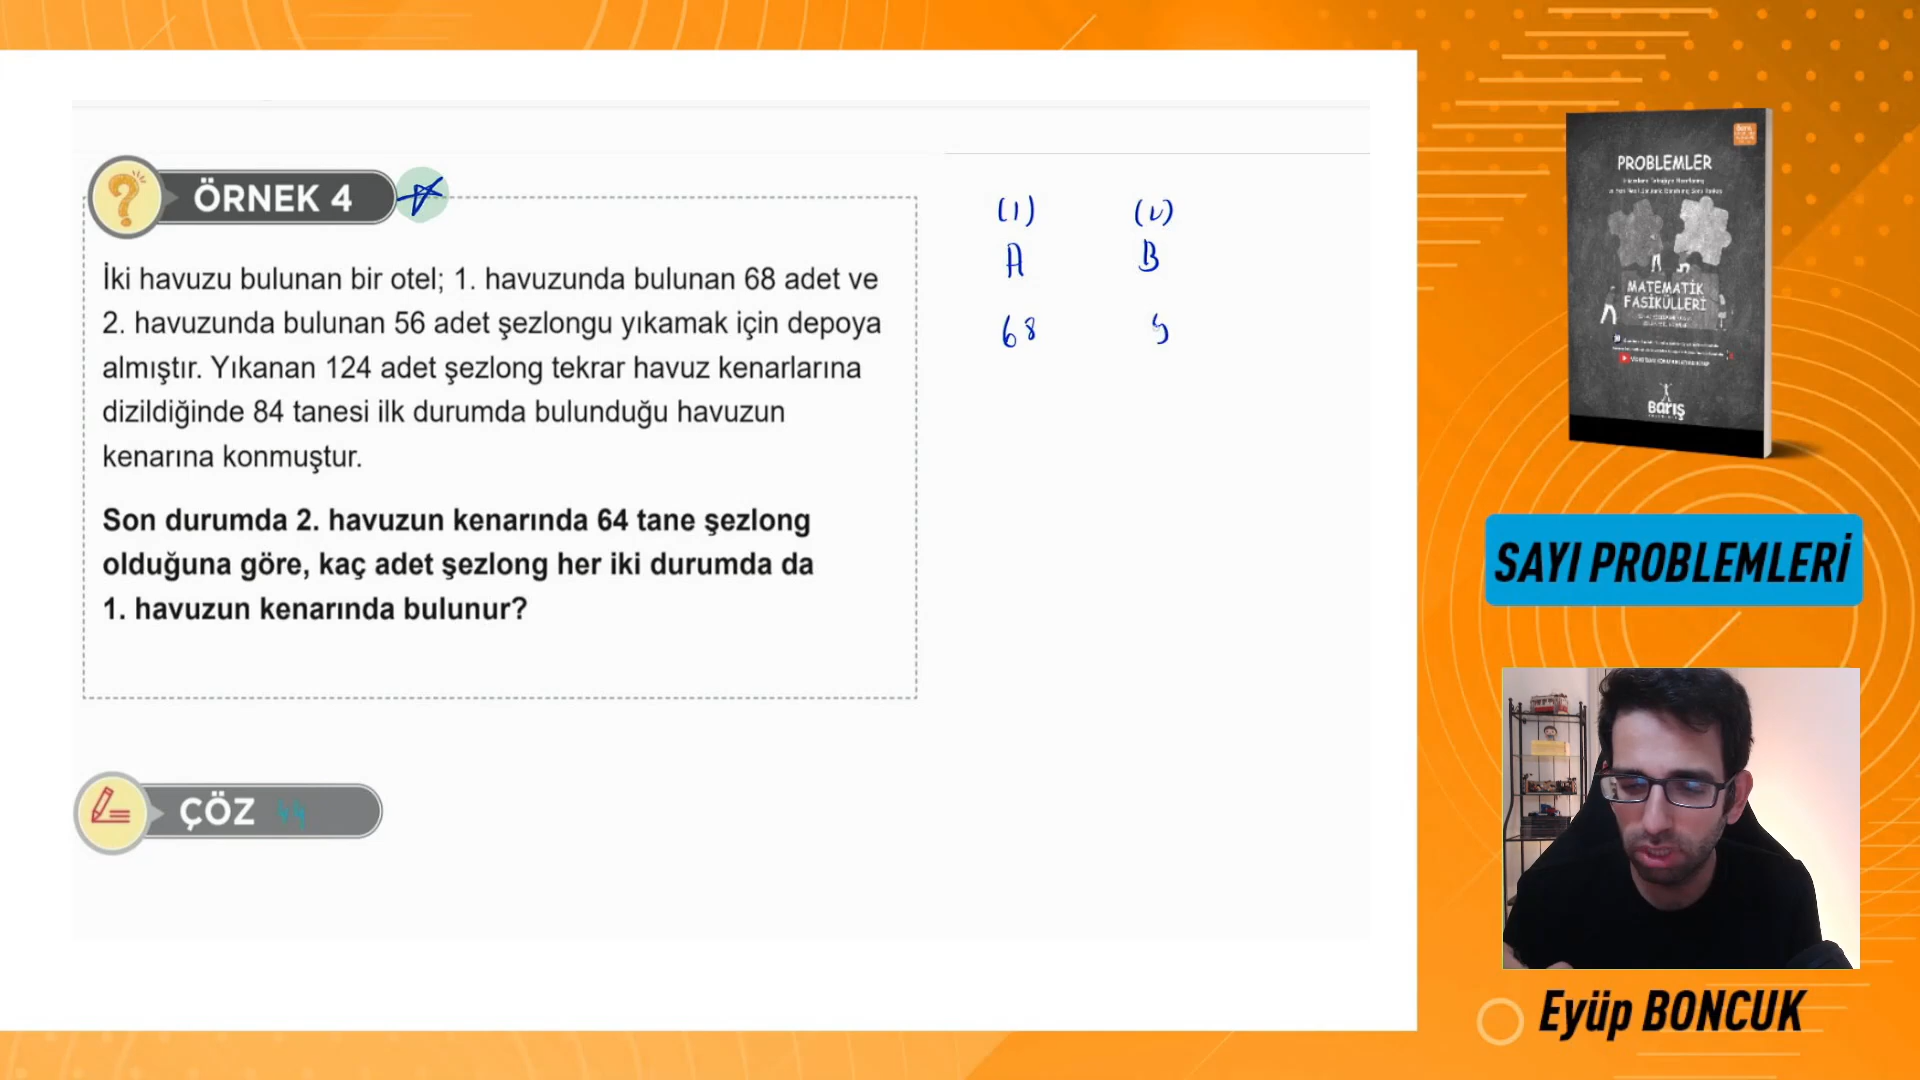 ÖRNEK 4
İki havuzu bulunan bir otel; 1. havuzunda bulunan 68 adet ve
2. havuzunda bulunan 56 adet şezlongu yıkamak için depoya
almıştır. Yıkanan 124 adet şezlong tekrar havuz kenarlarına
dizildiğinde 84 tanesi ilk durumda bulunduğu havuzun
kenarına konmuştur.
Son durumda 2. havuzun kenarında 64 tane şezlong
olduğuna göre, kaç adet şezlong her iki durumda da
1. havuzun kenarında bulunur?
ÇÖZ 44
(1)
A B
68 5
PROBLEMLER
MATEMATİK
FASİKÜLLERİ
Barış
SAYI PROBLEMLERİ
Eyüp BONCUK